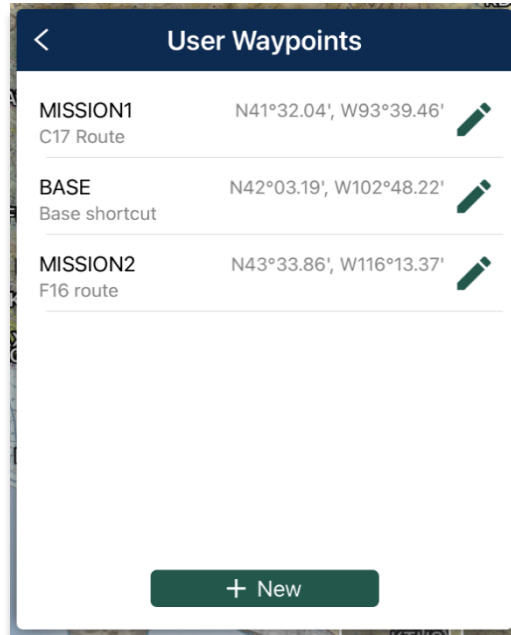 User Waypoints
MISSION1 N41°32.04', W93°39.46'
C17 Route
BASE N42°03.19', W102°48.22'
Base shortcut
MISSION2 N43°33.86', W116°13.37'
F16 route
+ New